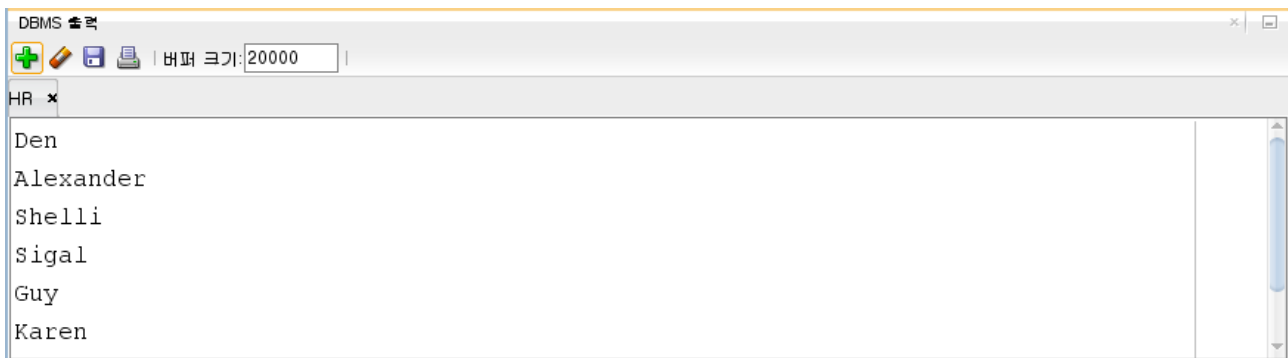 DBMS 출력
버퍼 크기: 20000
HR
Den
Alexander
Shelli
Sigal
Guy
Karen